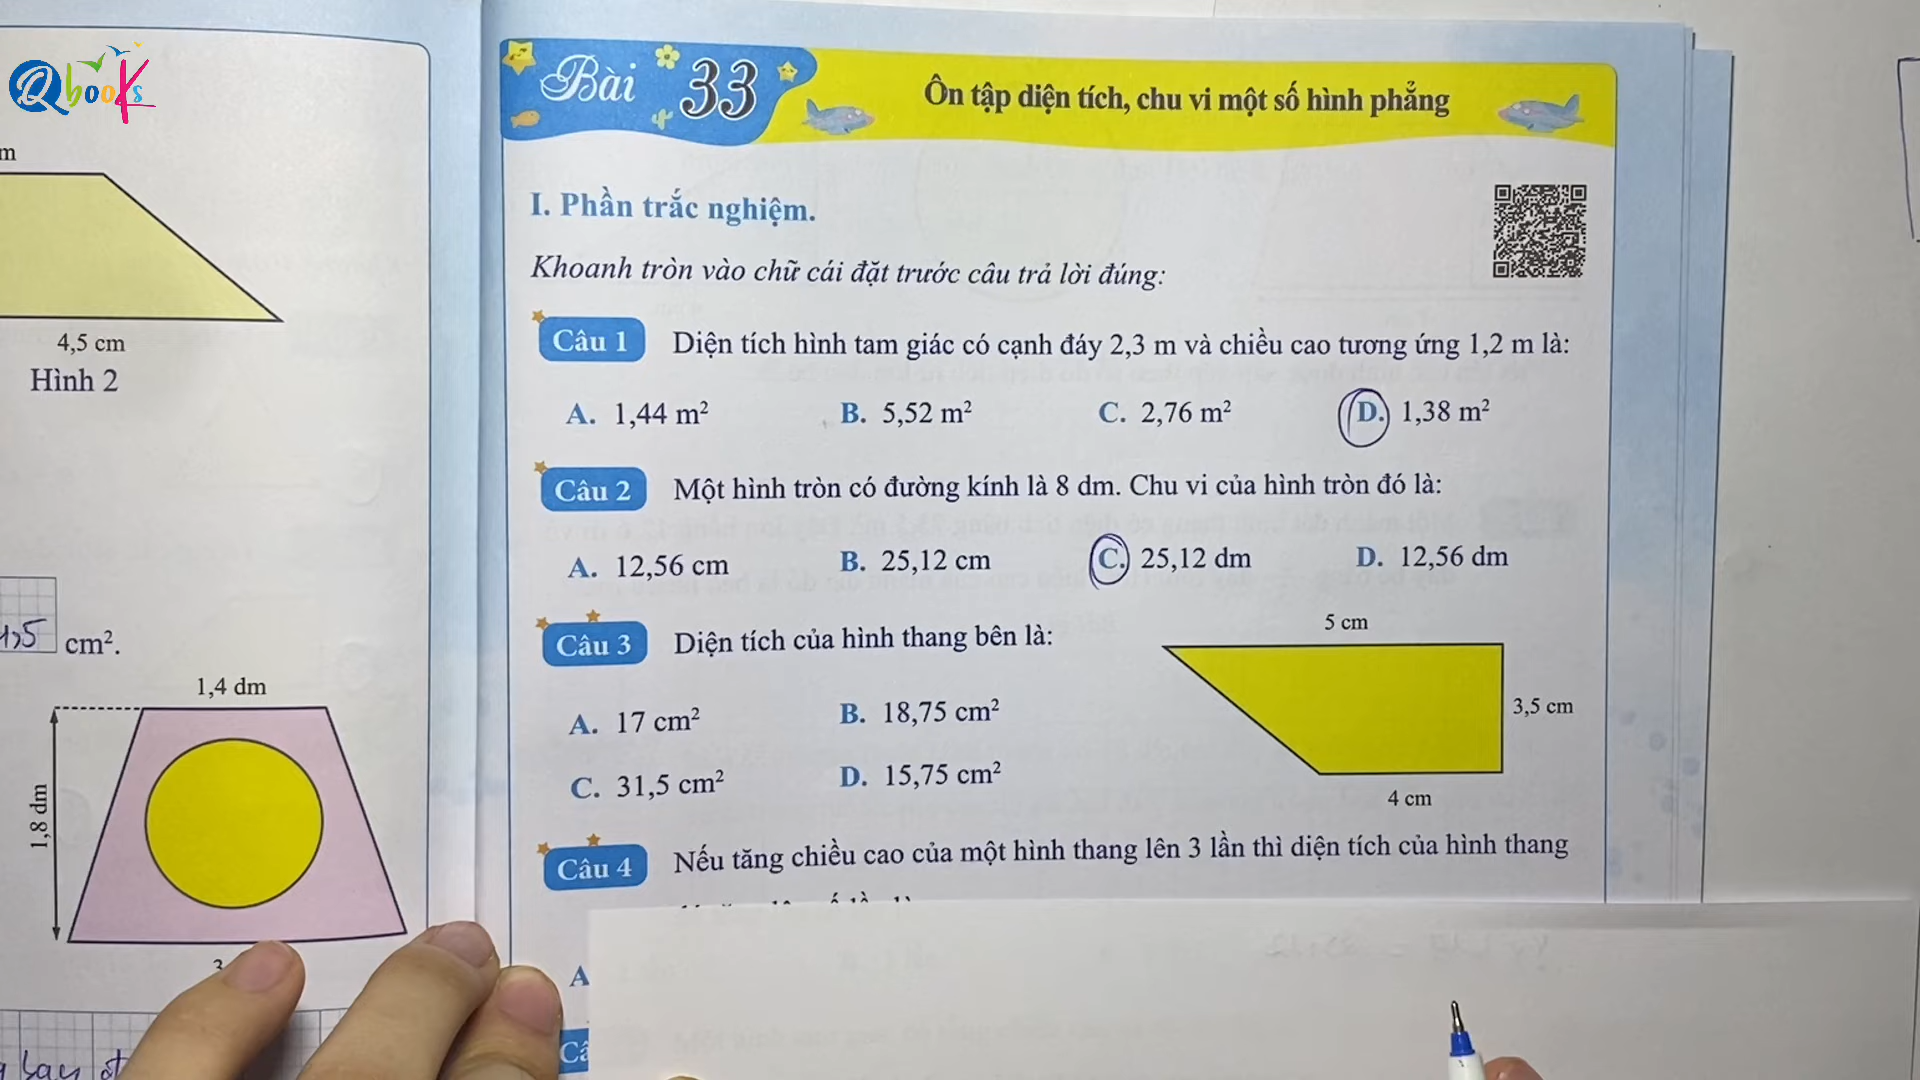 Qbooks
m
4,5 cm
Hình 2
1,5 cm².
1,4 dm
1,8 dm
Bài 33
Ôn tập diện tích, chu vi một số hình phẳng
I. Phần trắc nghiệm.
Khoanh tròn vào chữ cái đặt trước câu trả lời đúng:
Câu 1 Diện tích hình tam giác có cạnh đáy 2,3 m và chiều cao tương ứng 1,2 m là:
A. 1,44 m² B. 5,52 m² C. 2,76 m² D. 1,38 m²
Câu 2 Một hình tròn có đường kính là 8 dm. Chu vi của hình tròn đó là:
A. 12,56 cm B. 25,12 cm C. 25,12 dm D. 12,56 dm
Câu 3 Diện tích của hình thang bên là:
A. 17 cm² B. 18,75 cm²
C. 31,5 cm² D. 15,75 cm²
5 cm
3,5 cm
4 cm
Câu 4 Nếu tăng chiều cao của một hình thang lên 3 lần thì diện tích của hình thang
A